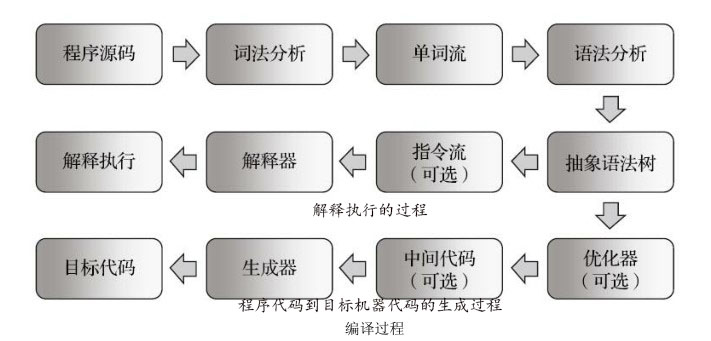 程序源码
词法分析
单词流
语法分析
解释执行
解释器
指令流
（可选）
抽象语法树
解释执行的过程
目标代码
生成器
中间代码
（可选）
优化器
（可选）
程序代码到目标机器代码的生成过程
编译过程